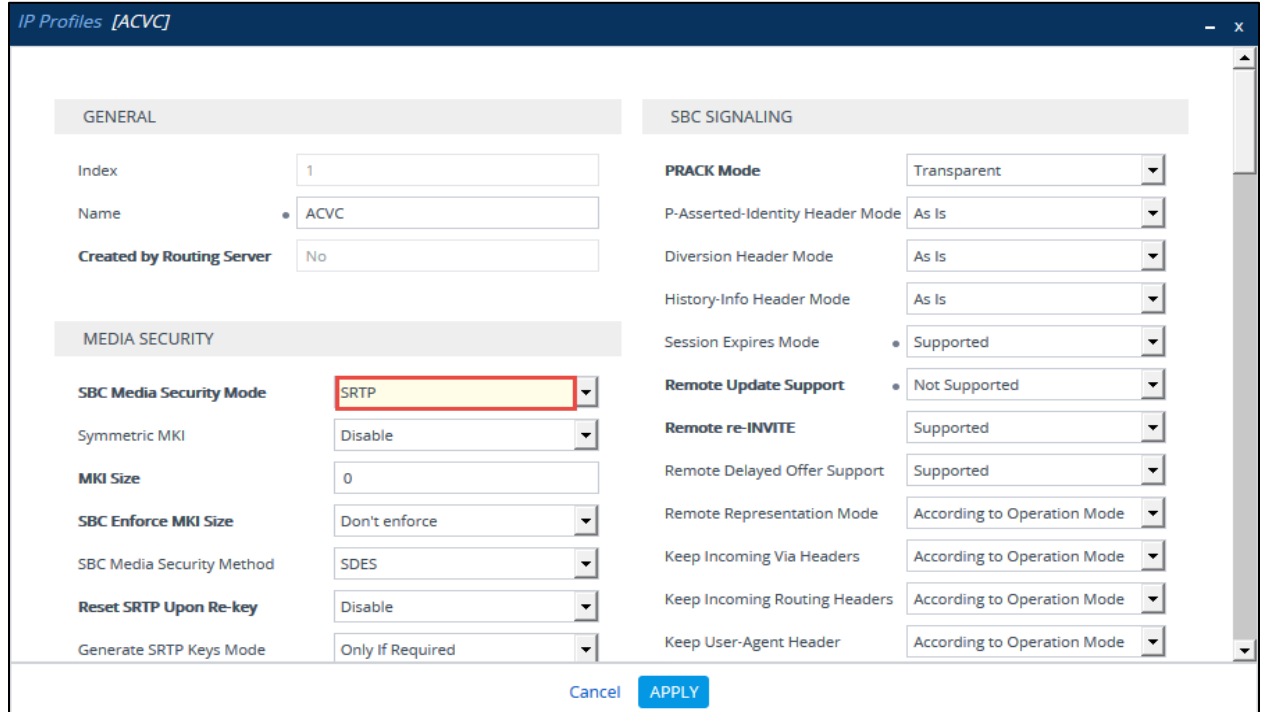 IP Profiles [ACVC]
– x
GENERAL
Index 1
Name ACVC
Created by Routing Server No
MEDIA SECURITY
SBC Media Security Mode SRTP
Symmetric MKI Disable
MKI Size 0
SBC Enforce MKI Size Don't enforce
SBC Media Security Method SDES
Reset SRTP Upon Re-key Disable
Generate SRTP Keys Mode Only If Required
SBC SIGNALING
PRACK Mode Transparent
P-Asserted-Identity Header Mode As Is
Diversion Header Mode As Is
History-Info Header Mode As Is
Session Expires Mode Supported
Remote Update Support Not Supported
Remote re-INVITE Supported
Remote Delayed Offer Support Supported
Remote Representation Mode According to Operation Mode
Keep Incoming Via Headers According to Operation Mode
Keep Incoming Routing Headers According to Operation Mode
Keep User-Agent Header According to Operation Mode
Cancel APPLY